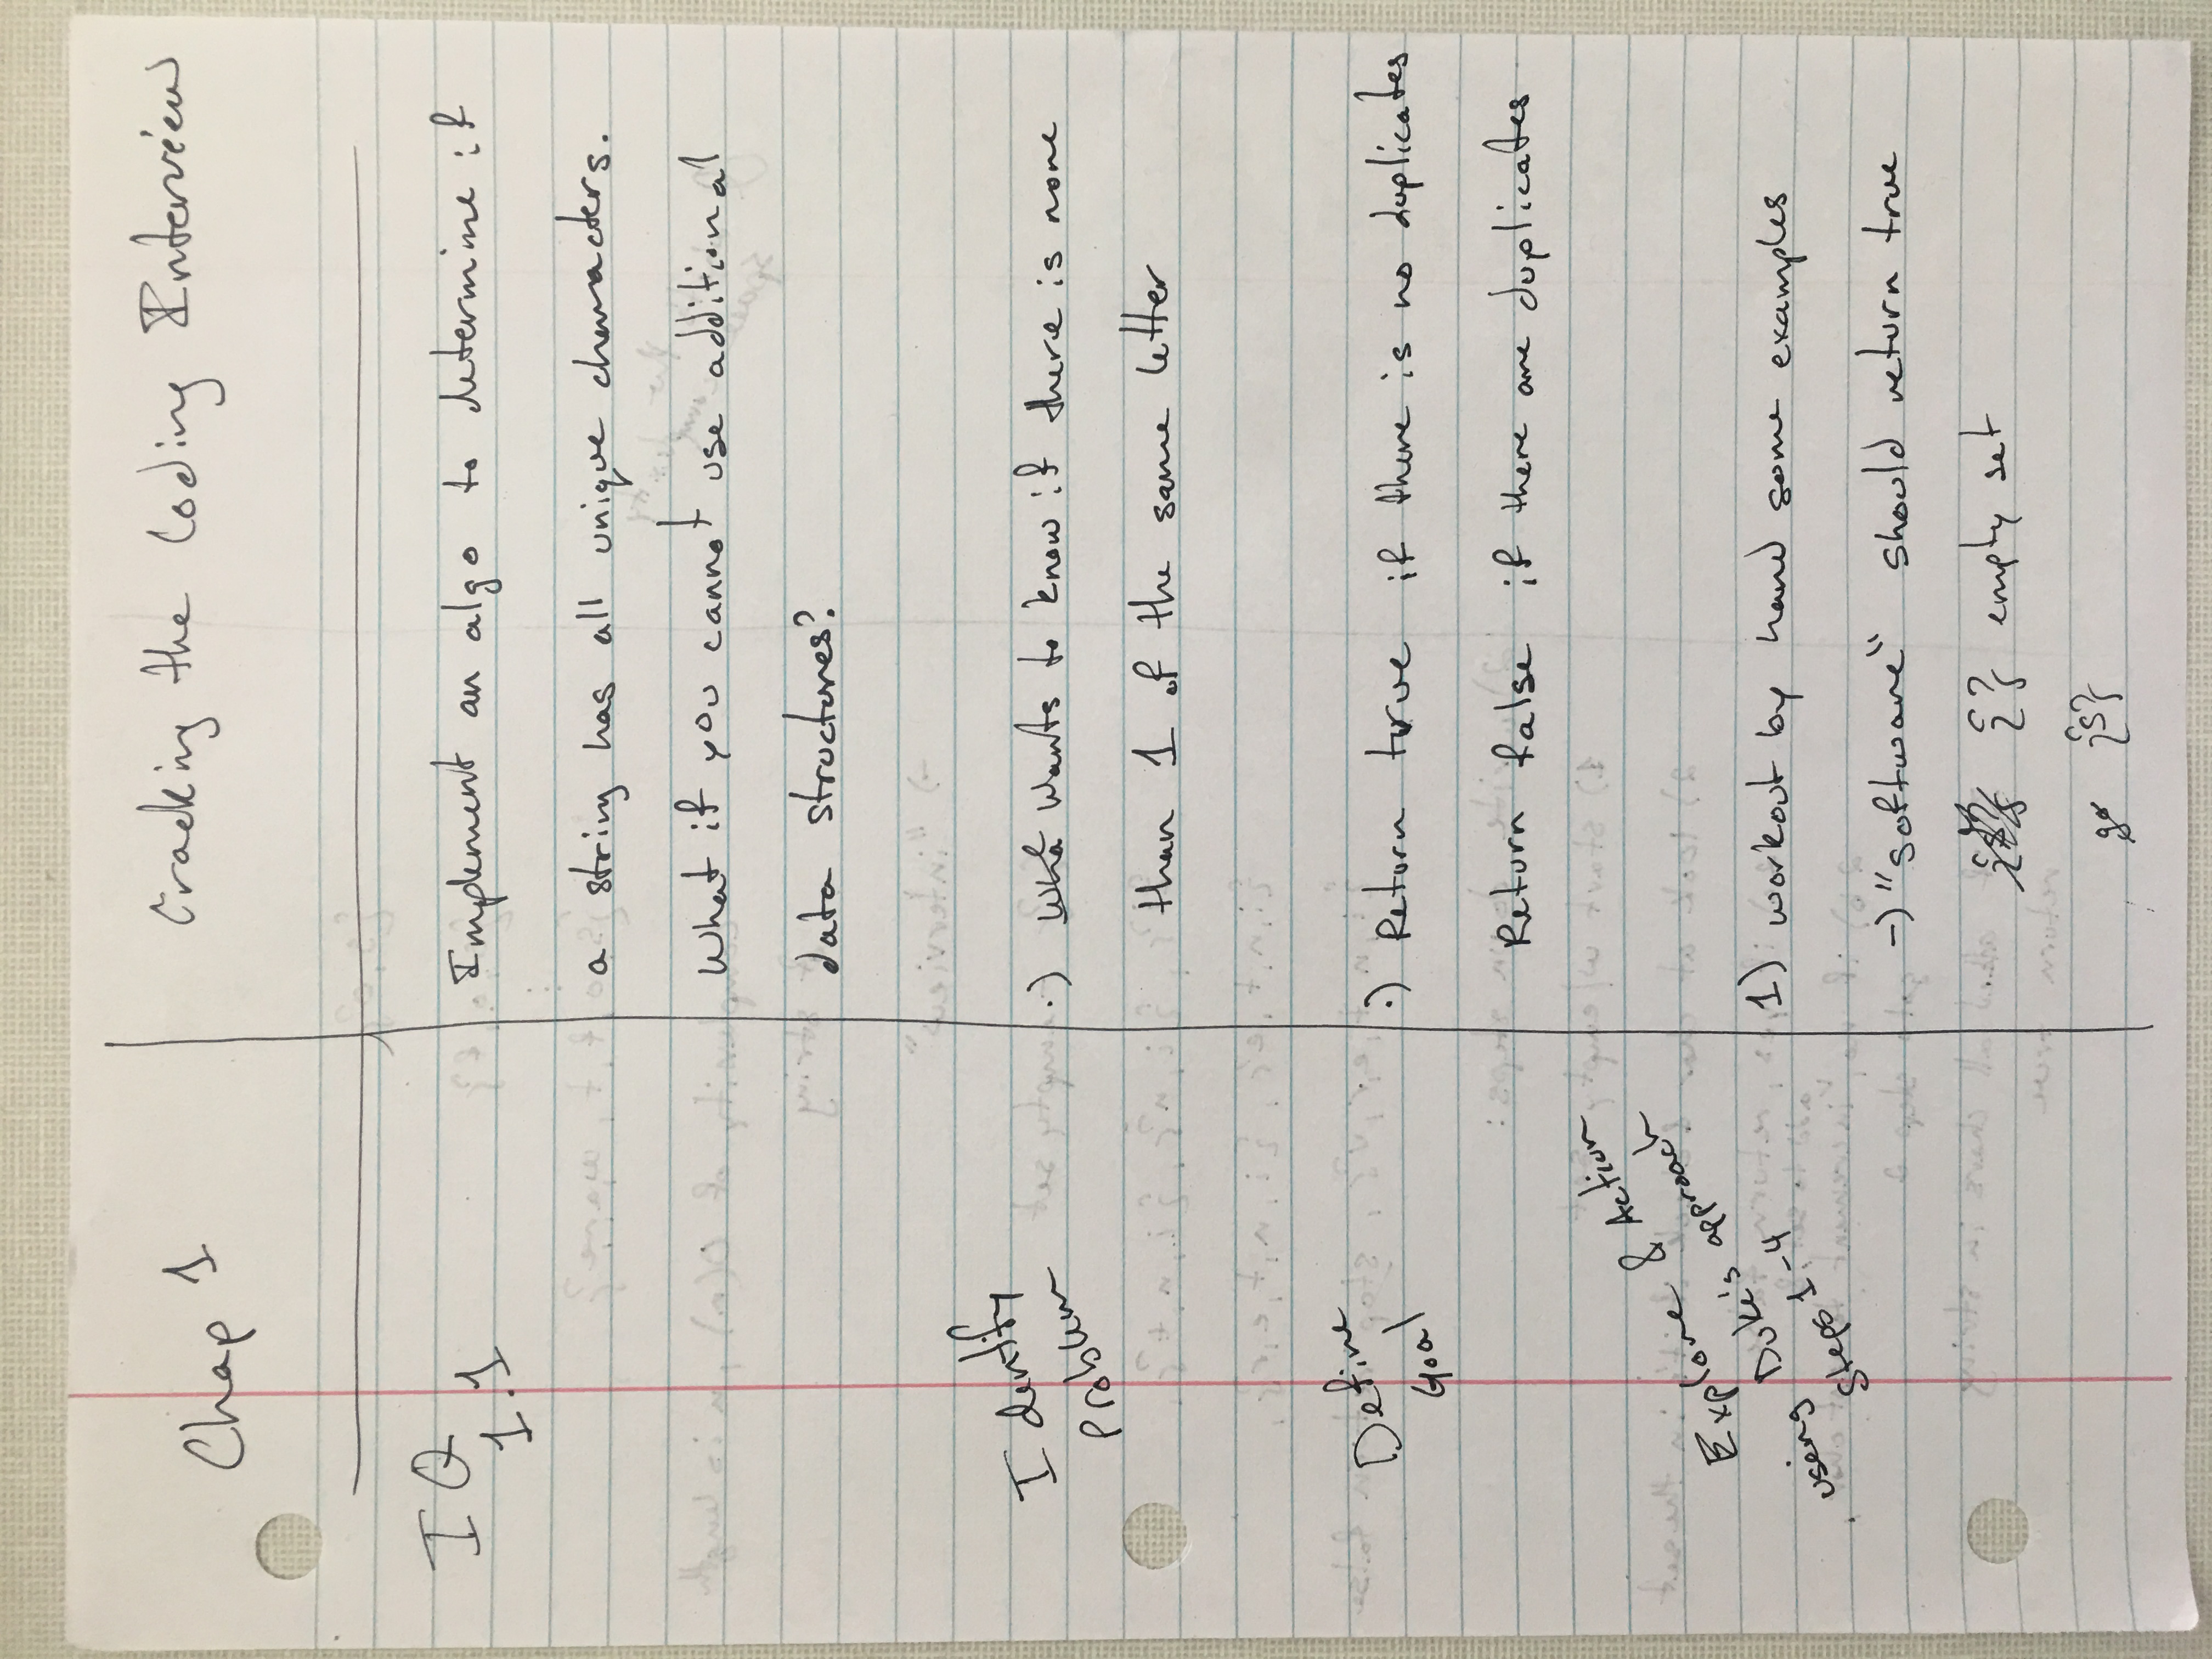 Chap 1
Cracking the Coding Interview
IQ
1.1
Implement an algo to determine if
a string has all unique characters.
What if you cannot use additional
data structures?
Identify
Problem
·) Wants to know if there is more
than 1 of the same letter
Define
Goal
·) Return true if there is no duplicates
Return false if there are duplicates
Explore & Action
using Duke's approach
steps 1-4
1) workout by hand some examples
→) "software" should return true
{} empty set
{s}